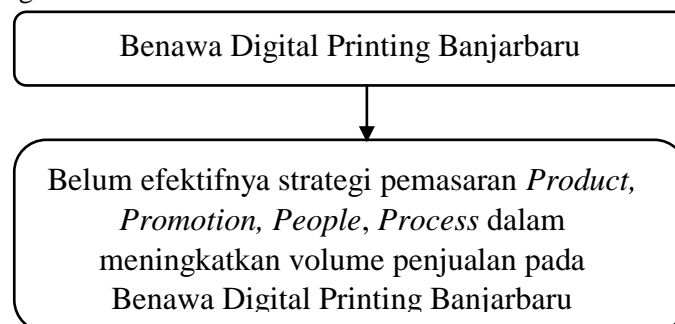 Benawa Digital Printing Banjarbaru
Belum efektifnya strategi pemasaran Product,
Promotion, People, Process dalam
meningkatkan volume penjualan pada
Benawa Digital Printing Banjarbaru